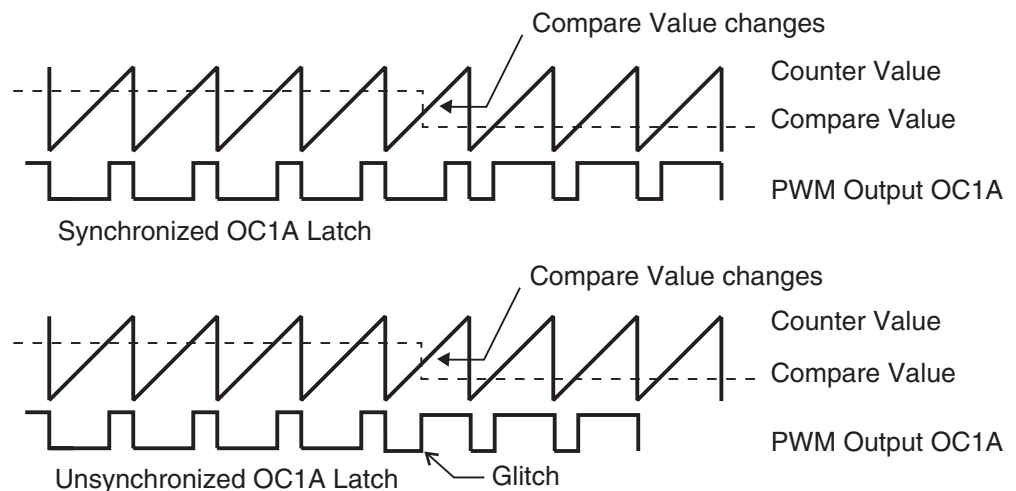 Compare Value changes
Counter Value
Compare Value
PWM Output OC1A
Synchronized OC1A Latch
Compare Value changes
Counter Value
Compare Value
PWM Output OC1A
Unsynchronized OC1A Latch
Glitch